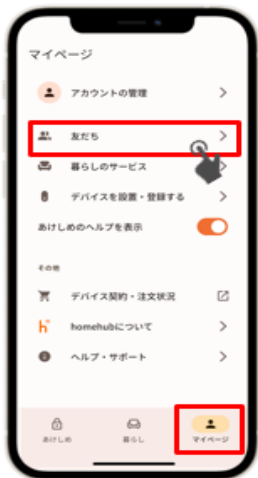 マイページ
アカウントの管理
友だち
暮らしのサービス
デバイスを設置・登録する
あけしめのヘルプを表示
その他
デバイス契約・注文状況
h homehubについて
ヘルプ・サポート
あけしめ 暮らし マイページ